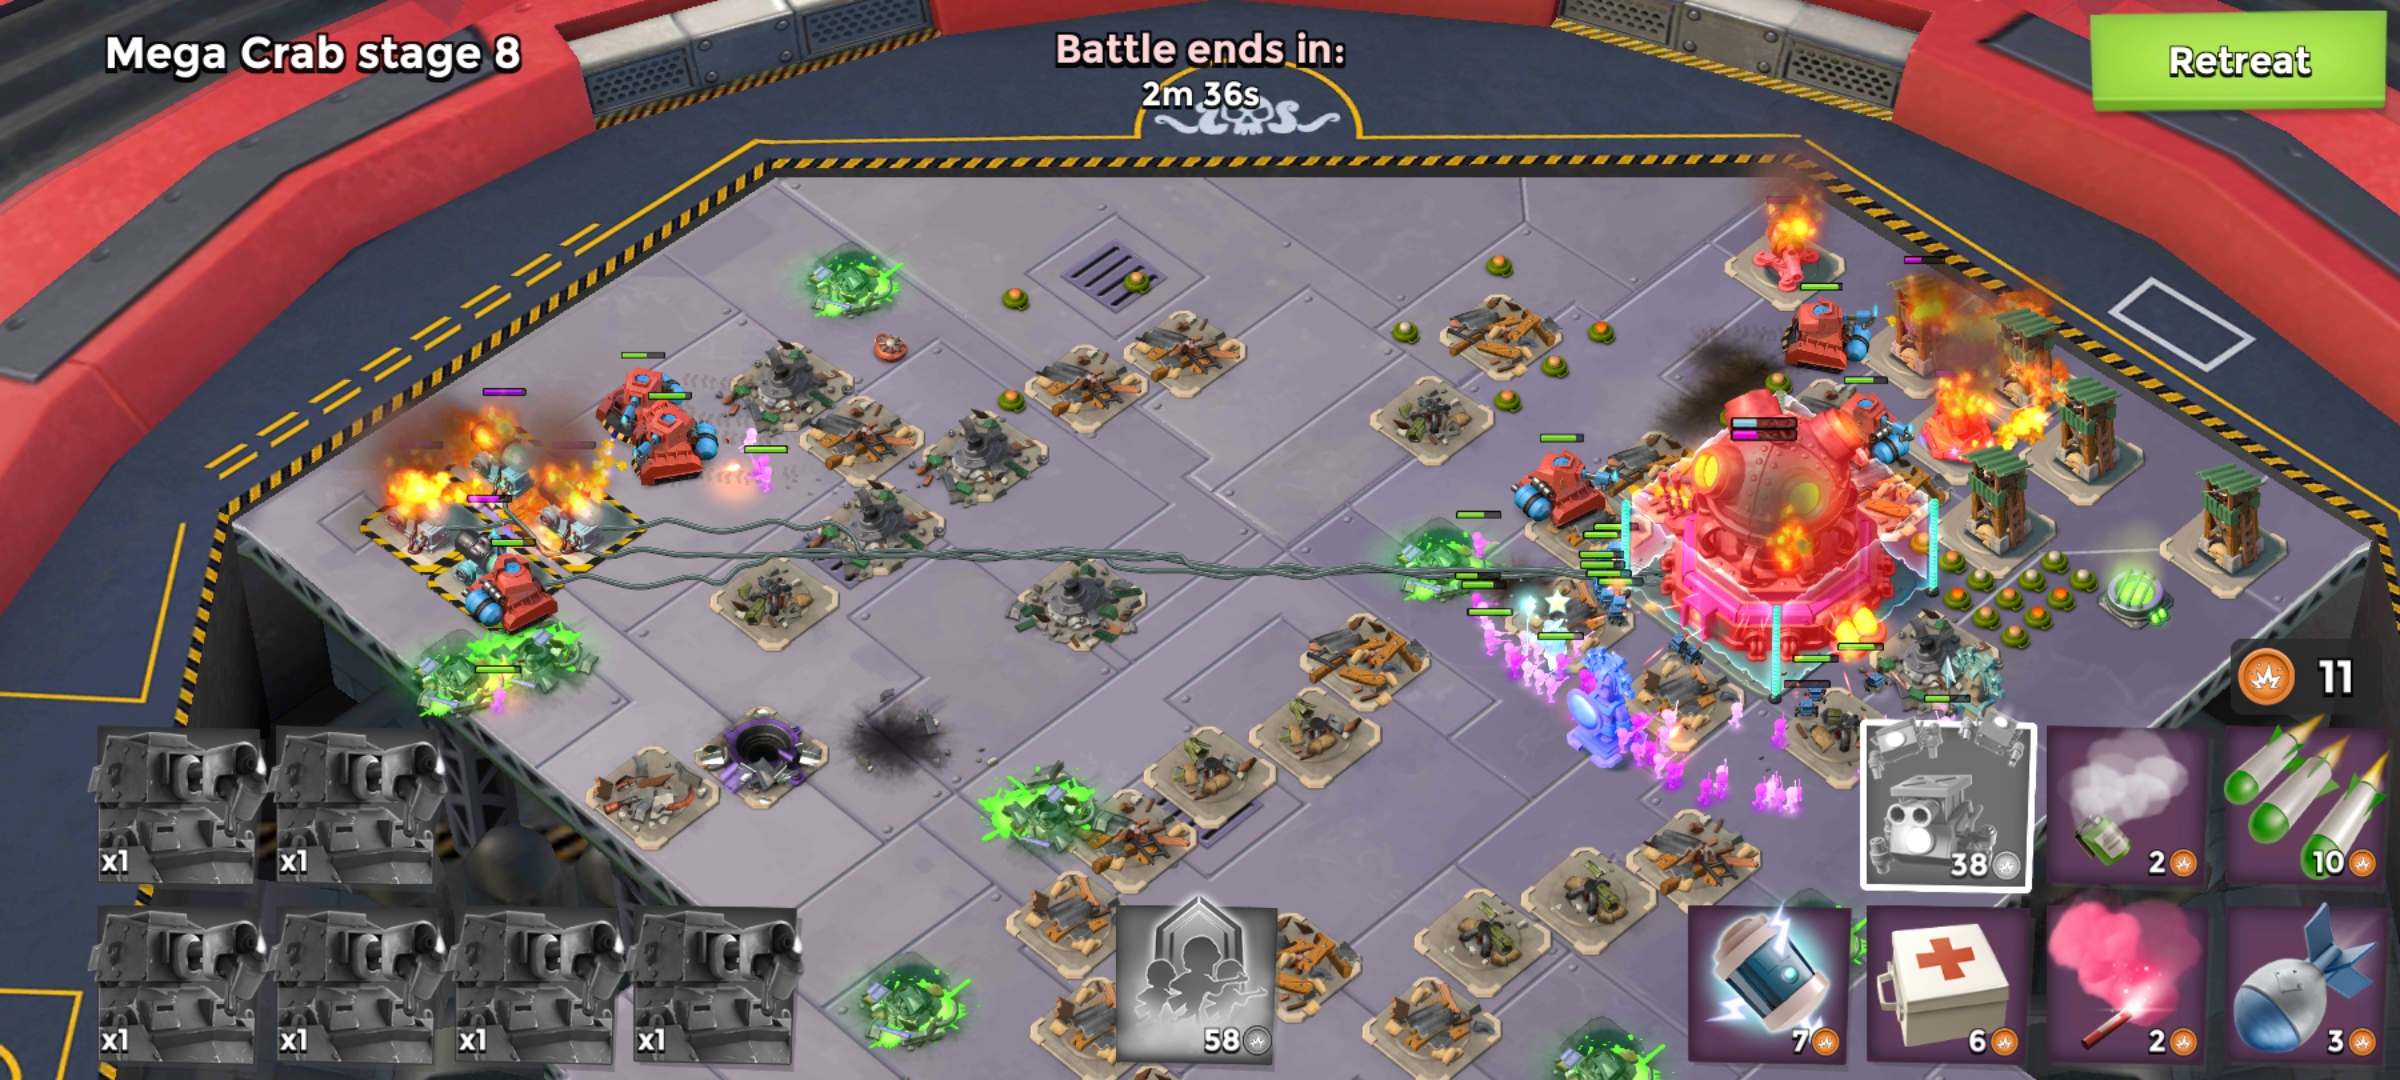 Mega Crab stage 8
Battle ends in:
2m 36s
Retreat
11
x1
x1
38
2
10
x1
x1
x1
x1
58
7
6
2
3